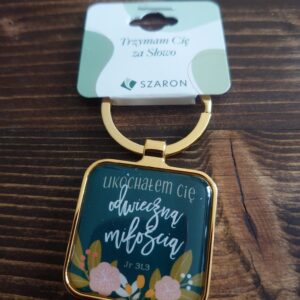 Trzymam Cię
za Słowo
SZARON
UKOCHAŁEM CIĘ
odwieczną
miłością
Jr 31,3